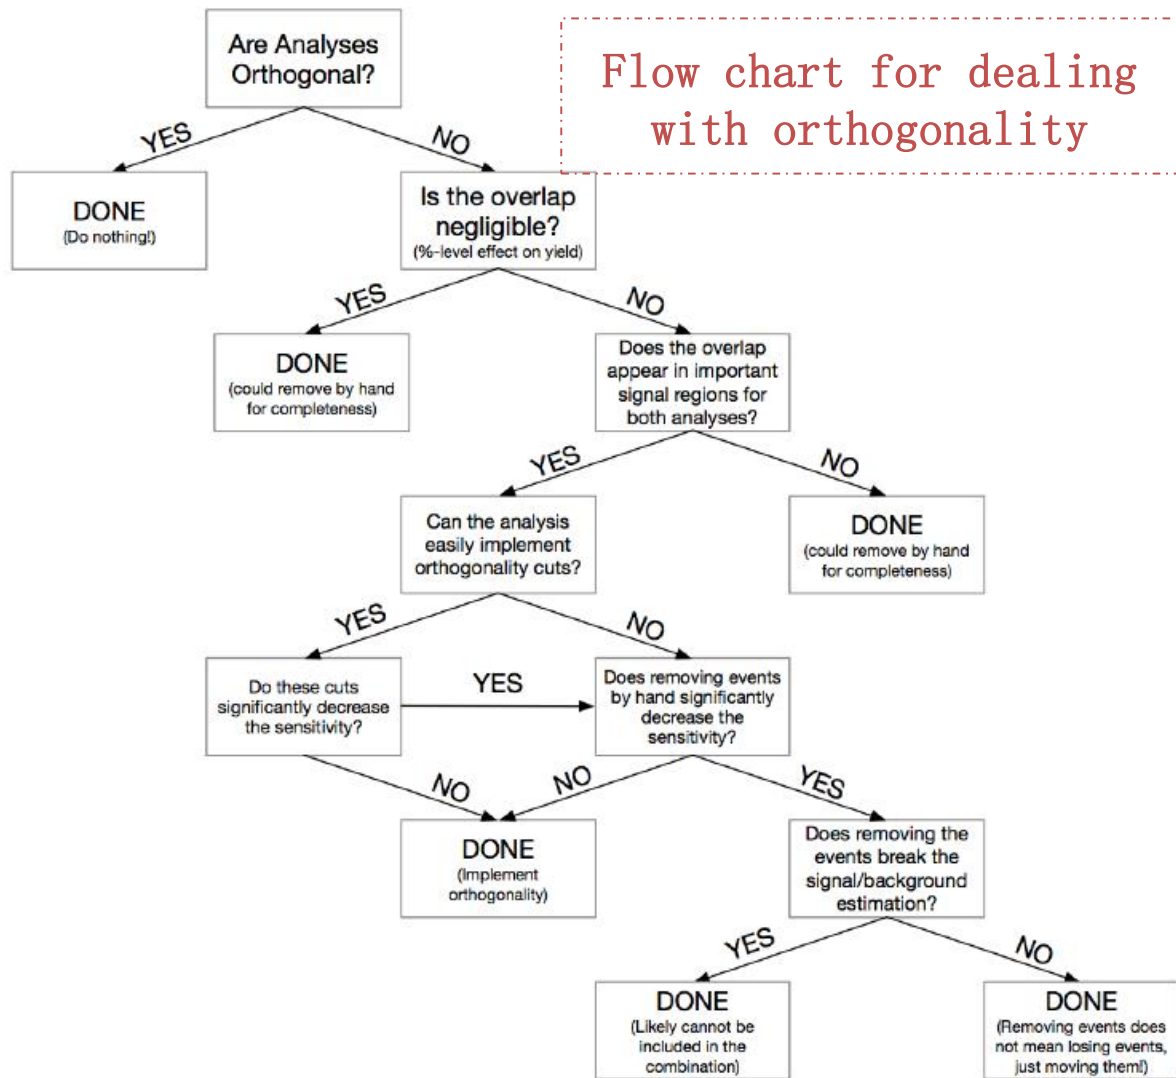 Flow chart for dealing
with orthogonality
Are Analyses
Orthogonal?
YES
NO
DONE
(Do nothing!)
Is the overlap
negligible?
(%-level effect on yield)
YES
NO
DONE
(could remove by hand
for completeness)
Does the overlap
appear in important
signal regions for
both analyses?
YES
NO
Can the analysis
easily implement
orthogonality cuts?
DONE
(could remove by hand
for completeness)
YES
NO
Do these cuts
significantly decrease
the sensitivity?
YES
Does removing events
by hand significantly
decrease the
sensitivity?
NO
NO
YES
DONE
(Implement
orthogonality)
Does removing the
events break the
signal/background
estimation?
YES
NO
DONE
(Likely cannot be
included in the
combination)
DONE
(Removing events does
not mean losing events,
just moving them!)